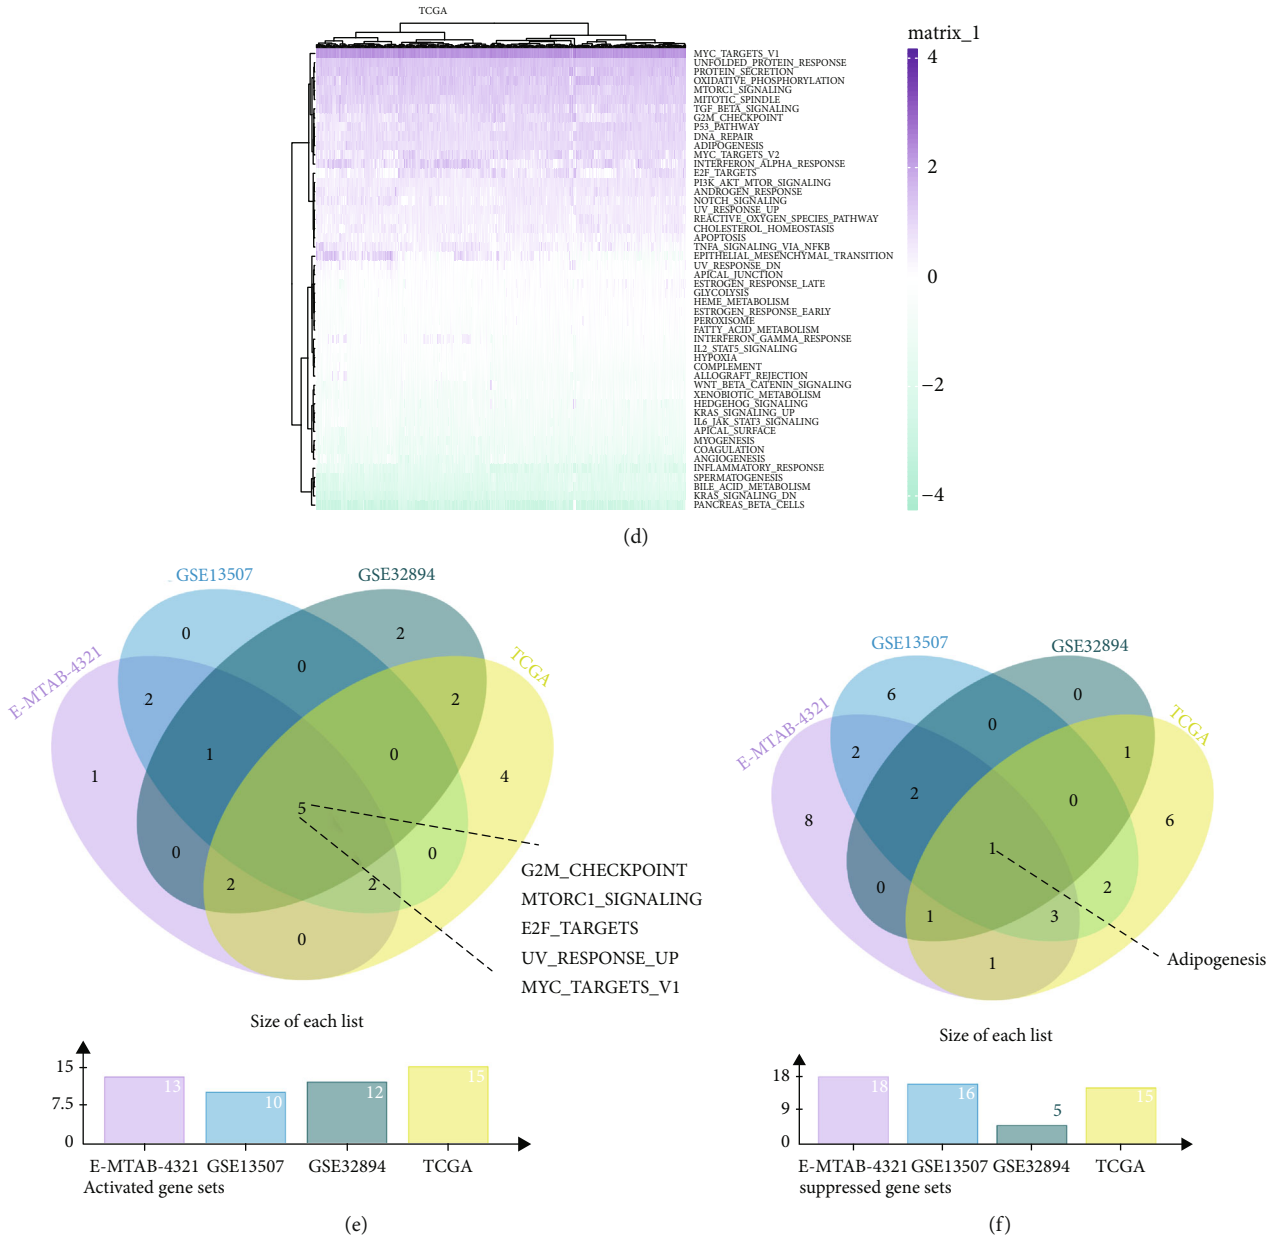 TCGA
matrix_1
MYC_TARGETS_V1
UNFOLDED_PROTEIN_RESPONSE
PROTEIN_SECRETION
OXIDATIVE_PHOSPHORYLATION
MTORC1_SIGNALING
MITOTIC_SPINDLE
TGF_BETA_SIGNALING
G2M_CHECKPOINT
P53_PATHWAY
DNA_REPAIR
ADIPOGENESIS
MYC_TARGETS_V2
INTERFERON_ALPHA_RESPONSE
E2F_TARGETS
PI3K_AKT_MTOR_SIGNALING
ANDROGEN_RESPONSE
NOTCH_SIGNALING
UV_RESPONSE_UP
REACTIVE_OXYGEN_SPECIES_PATHWAY
CHOLESTEROL_HOMEOSTASIS
APOPTOSIS
TNFA_SIGNALING_VIA_NFKB
EPITHELIAL_MESENCHYMAL_TRANSITION
UV_RESPONSE_DN
APICAL_JUNCTION
ESTROGEN_RESPONSE_LATE
GLYCOLYSIS
HEME_METABOLISM
ESTROGEN_RESPONSE_EARLY
PEROXISOME
FATTY_ACID_METABOLISM
INTERFERON_GAMMA_RESPONSE
IL2_STAT5_SIGNALING
HYPOXIA
COMPLEMENT
ALLOGRAFT_REJECTION
WNT_BETA_CATENIN_SIGNALING
XENOBIOTIC_METABOLISM
HEDGEHOG_SIGNALING
KRAS_SIGNALING_UP
IL6_JAK_STAT3_SIGNALING
APICAL_SURFACE
MYOGENESIS
COAGULATION
ANGIOGENESIS
INFLAMMATORY_RESPONSE
SPERMATOGENESIS
BILE_ACID_METABOLISM
KRAS_SIGNALING_DN
PANCREAS_BETA_CELLS
4
2
0
−2
−4
(d)
E-MTAB-4321
GSE13507
GSE32894
TCGA
0
2
0
2
2
1
0
1
4
5
0
0
2
2
0
G2M_CHECKPOINT
MTORC1_SIGNALING
E2F_TARGETS
UV_RESPONSE_UP
MYC_TARGETS_V1
Size of each list
15
7.5
0
13
10
12
15
E-MTAB-4321 GSE13507 GSE32894 TCGA
Activated gene sets
(e)
E-MTAB-4321
GSE13507
GSE32894
TCGA
6
0
0
2
1
2
0
8
6
1
0
2
1
3
1
Adipogenesis
Size of each list
18
9
0
18
16
5
15
E-MTAB-4321 GSE13507 GSE32894 TCGA
suppressed gene sets
(f)